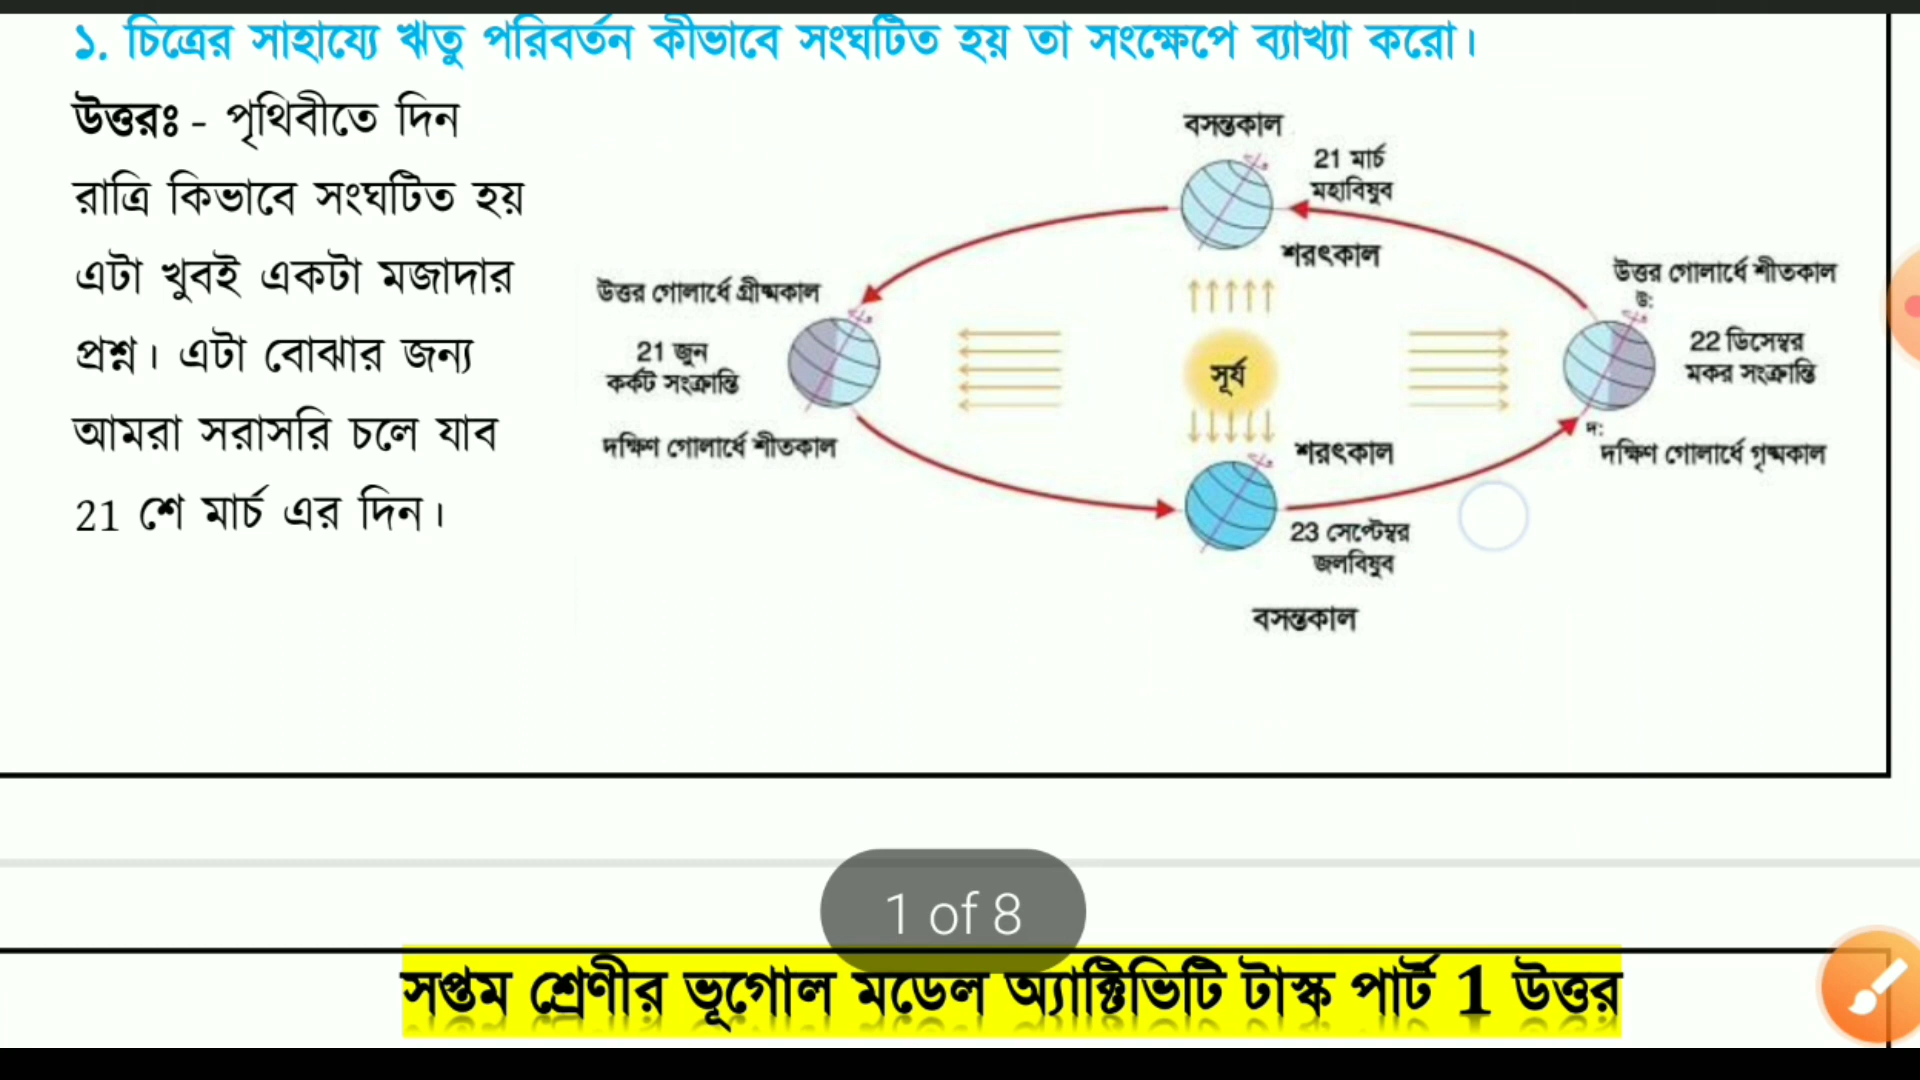 ১. চিত্রের সাহায্যে ঋতু পরিবর্তন কীভাবে সংঘটিত হয় তা সংক্ষেপে ব্যাখ্যা করো।
উত্তরঃ - পৃথিবীতে দিন
রাত্রি কিভাবে সংঘটিত হয়
এটা খুবই একটা মজাদার
প্রশ্ন। এটা বোঝার জন্য
আমরা সরাসরি চলে যাব
21 শে মার্চ এর দিন।
বসন্তকাল
21 মার্চ
মহাবিষুব
শরৎকাল
উত্তর গোলার্ধে গ্রীষ্মকাল
21 জুন
কর্কট সংক্রান্তি
দক্ষিণ গোলার্ধে শীতকাল
সূর্য
উত্তর গোলার্ধে শীতকাল
উ:
22 ডিসেম্বর
মকর সংক্রান্তি
দ:
দক্ষিণ গোলার্ধে গৃষ্মকাল
শরৎকাল
23 সেপ্টেম্বর
জলবিষুব
বসন্তকাল
1 of 8
সপ্তম শ্রেণীর ভূগোল মডেল অ্যাক্টিভিটি টাস্ক পার্ট 1 উত্তর